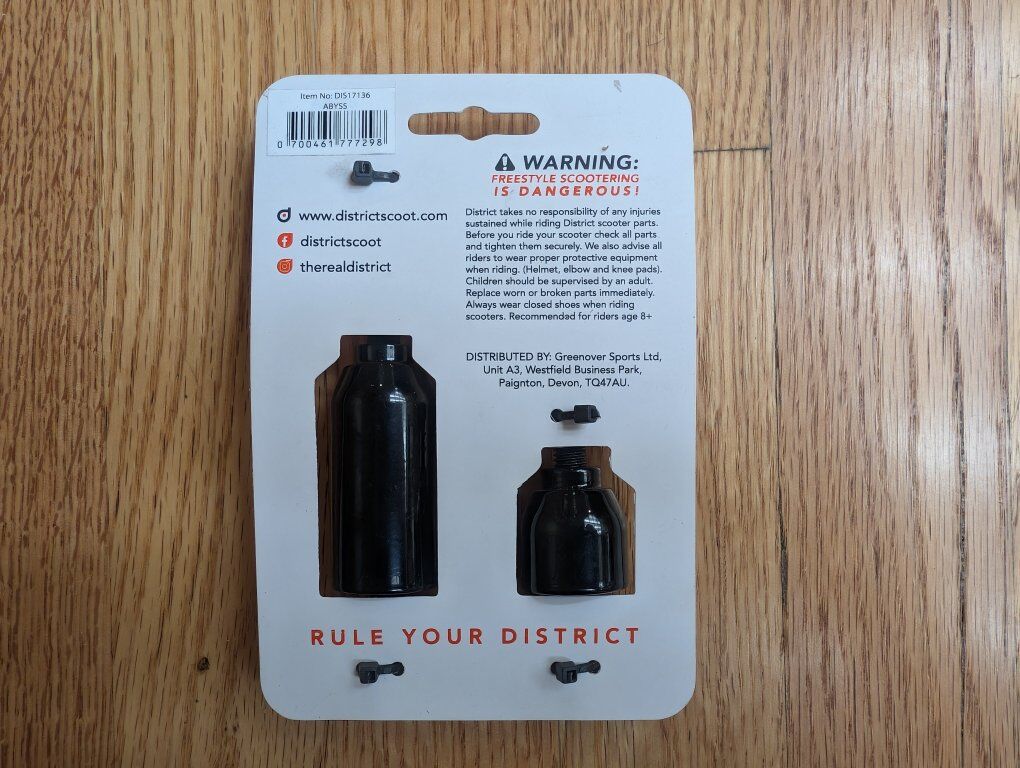 Item No: DIS17136
ABYSS
0 700461 777298
WARNING:
FREESTYLE SCOOTERING
IS DANGEROUS!
www.districtscoot.com
districtscoot
therealdistrict
District takes no responsibility of any injuries
sustained while riding District scooter parts.
Before you ride your scooter check all parts
and tighten them securely. We also advise all
riders to wear proper protective equipment
when riding. (Helmet, elbow and knee pads).
Children should be supervised by an adult.
Replace worn or broken parts immediately.
Always wear closed shoes when riding
scooters. Recommended for riders age 8+
DISTRIBUTED BY: Greenover Sports Ltd,
Unit A3, Westfield Business Park,
Paignton, Devon, TQ47AU.
RULE YOUR DISTRICT